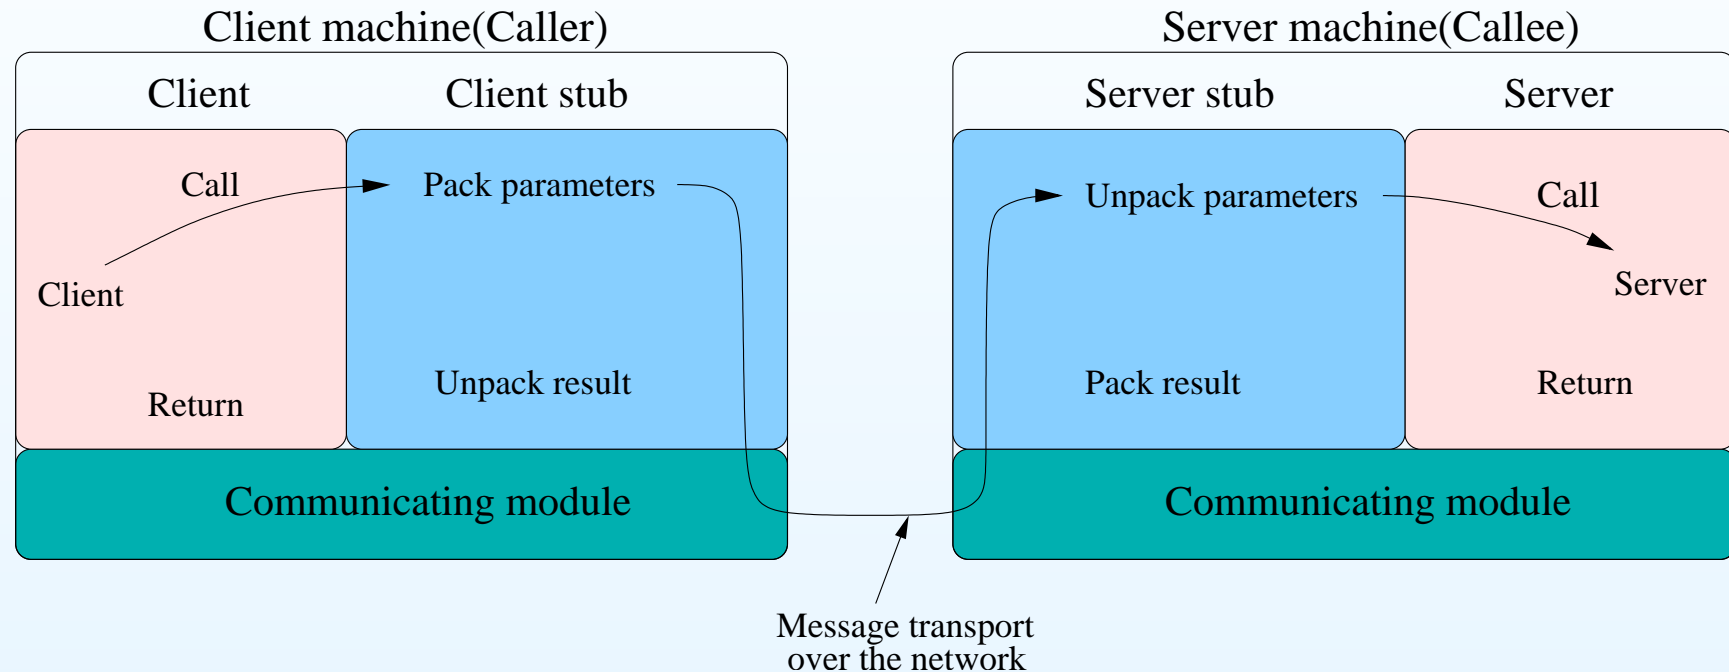 Client machine(Caller)
Server machine(Callee)
Client
Client stub
Server stub
Server
Call
Pack parameters
Unpack parameters
Call
Client
Server
Return
Unpack result
Pack result
Return
Communicating module
Communicating module
Message transport
over the network